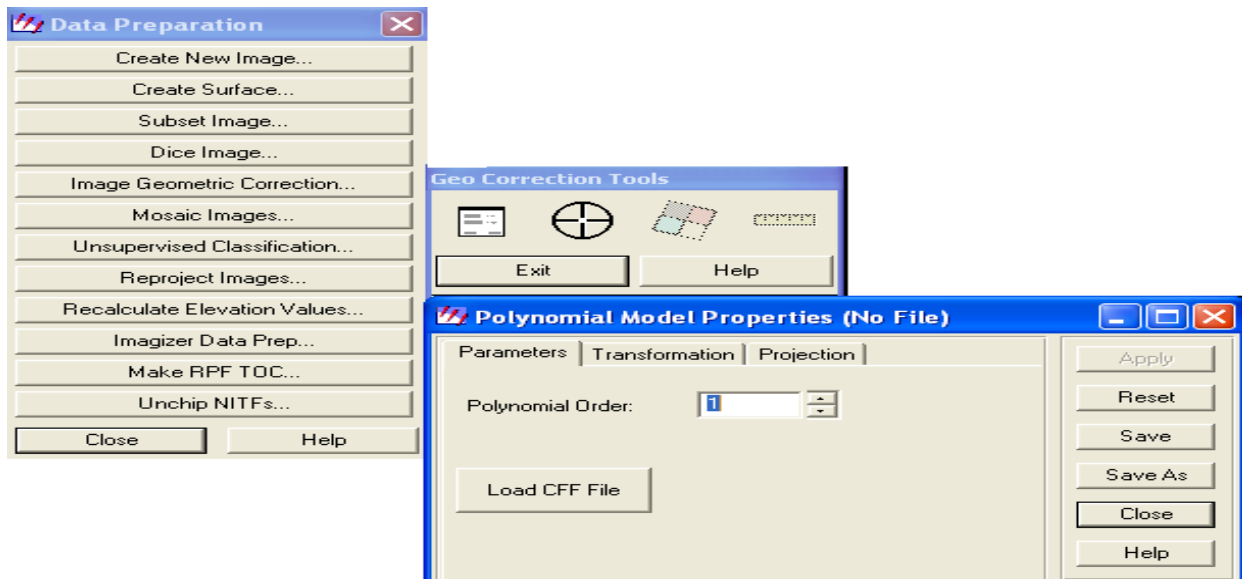 Data Preparation
Create New Image...
Create Surface...
Subset Image...
Dice Image...
Image Geometric Correction...
Mosaic Images...
Unsupervised Classification...
Reproject Images...
Recalculate Elevation Values...
Imagizer Data Prep...
Make RPF TOC...
Unchip NITFs...
Close Help
Geo Correction Tools
Exit Help
Polynomial Model Properties (No File)
Parameters Transformation Projection
Polynomial Order: 1
Load CFF File
Apply
Reset
Save
Save As
Close
Help